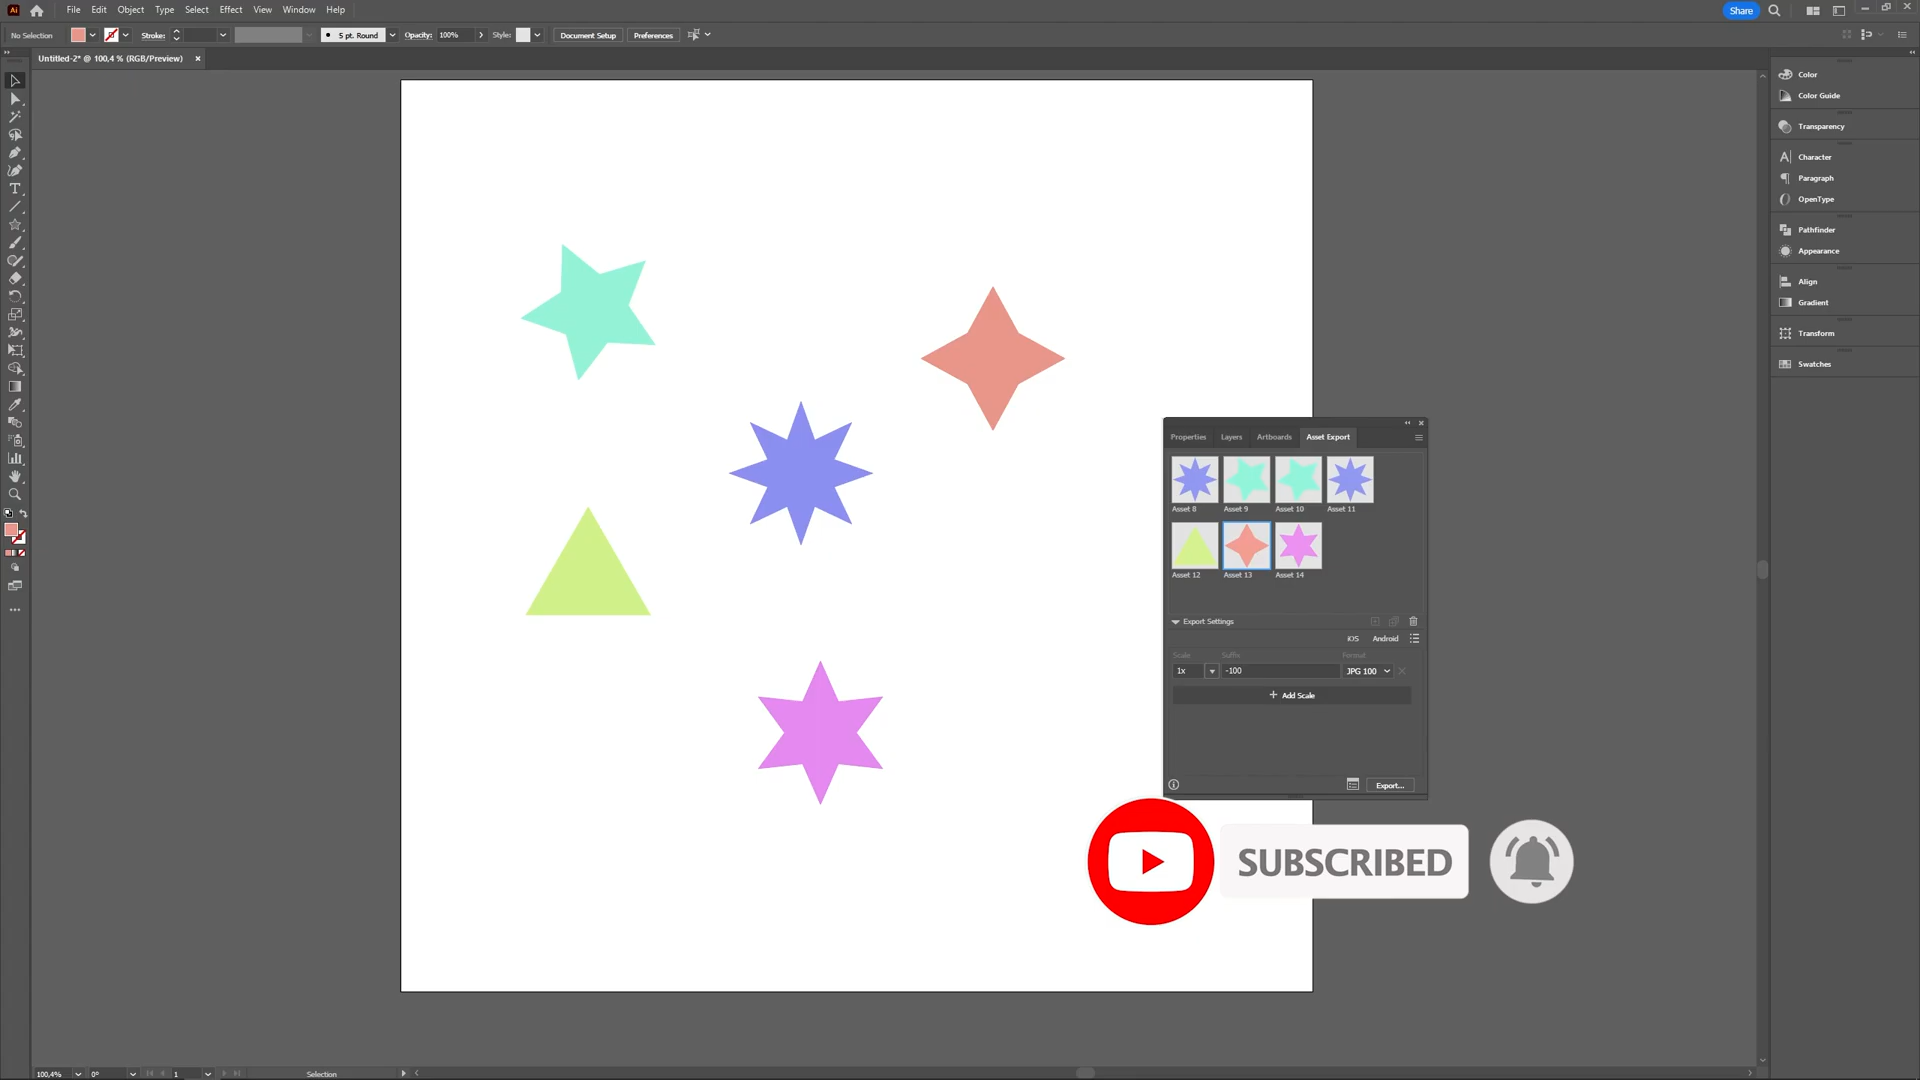 Ai File Edit Object Type Select Effect View Window Help Share
No Selection Stroke: 5 pt. Round Opacity: 100% Style: Document Setup Preferences
Untitled-2* @ 100,4 % (RGB/Preview) ×
Color
Color Guide
Transparency
Character
Paragraph
OpenType
Pathfinder
Appearance
Align
Gradient
Transform
Swatches
Properties Layers Artboards Asset Export
Asset 8 Asset 9 Asset 10 Asset 11
Asset 12 Asset 13 Asset 14
Export Settings
iOS Android
Scale Suffix Format
1x -100 JPG 100
+ Add Scale
Export...
SUBSCRIBED
100,4% 0° 1 Selection